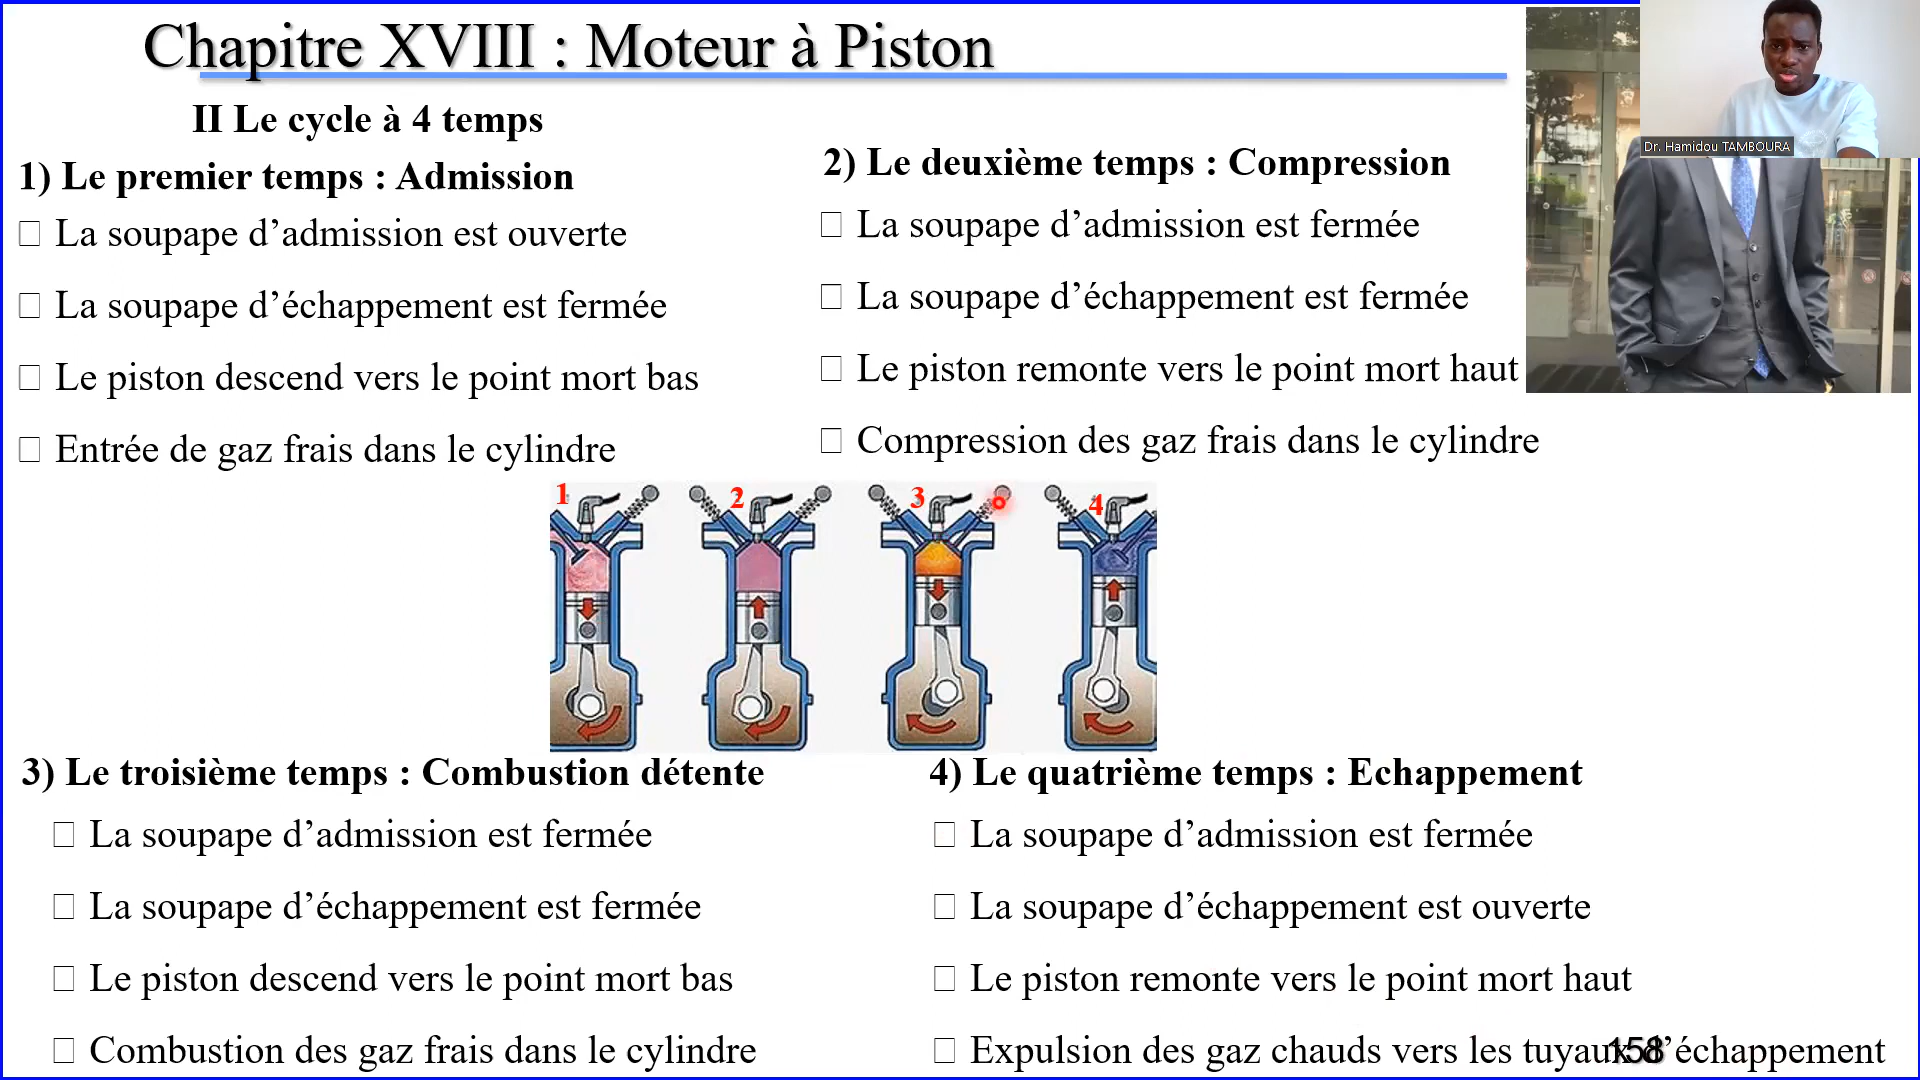 Chapitre XVIII : Moteur à Piston
Dr. Hamidou TAMBOURA
II Le cycle à 4 temps
1) Le premier temps : Admission
La soupape d’admission est ouverte
La soupape d’échappement est fermée
Le piston descend vers le point mort bas
Entrée de gaz frais dans le cylindre
2) Le deuxième temps : Compression
La soupape d’admission est fermée
La soupape d’échappement est fermée
Le piston remonte vers le point mort haut
Compression des gaz frais dans le cylindre
1 2 3 4
3) Le troisième temps : Combustion détente
La soupape d’admission est fermée
La soupape d’échappement est fermée
Le piston descend vers le point mort bas
Combustion des gaz frais dans le cylindre
4) Le quatrième temps : Echappement
La soupape d’admission est fermée
La soupape d’échappement est ouverte
Le piston remonte vers le point mort haut
Expulsion des gaz chauds vers les tuyaux d’échappement
158